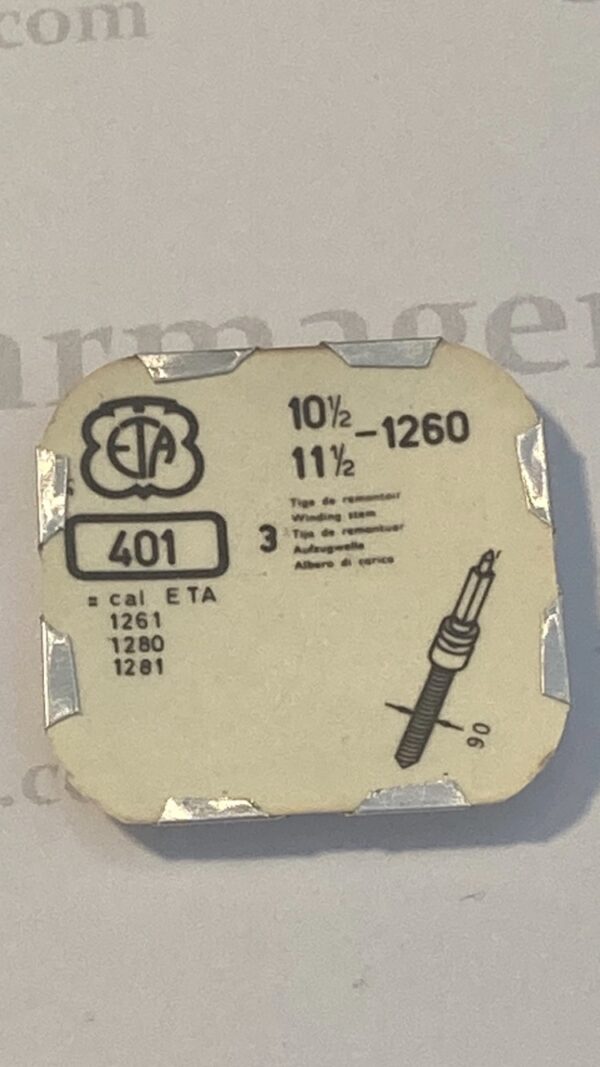 com
armagen
.co
ETA
10½
11½
-1260
401
3
Tige de remontoir
Winding stem
Tija de remontuar
Aufzugwelle
Albero di carica
= cal ETA
1261
1280
1281
90